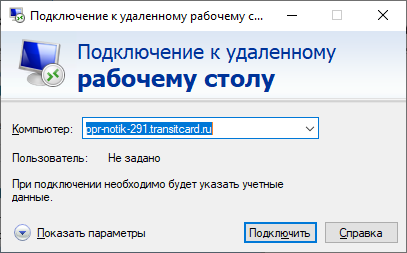 Подключение к удаленному рабочему с...
Подключение к удаленному
рабочему столу
Компьютер: ppr-notik-291.transitcard.ru
Пользователь: Не задано
При подключении необходимо будет указать учетные
данные.
Показать параметры Подключить Справка